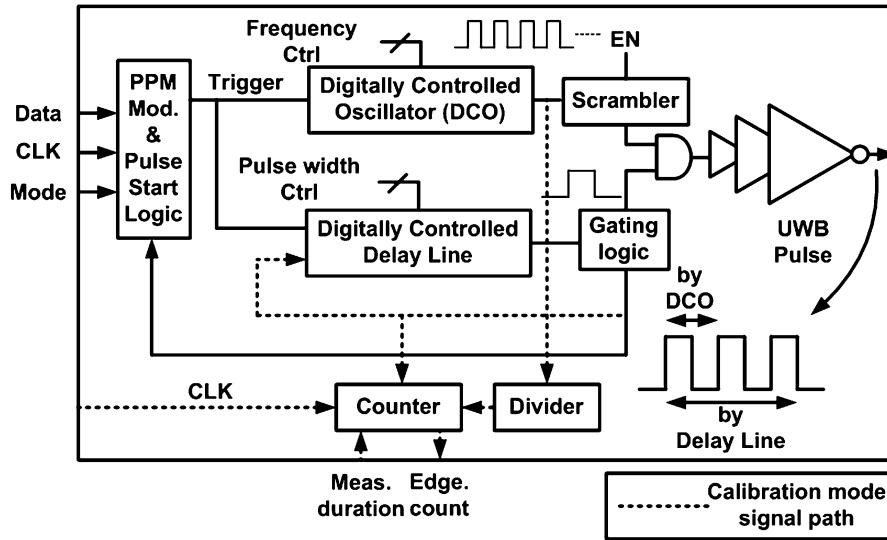 Frequency
Ctrl
EN
PPM
Mod.
&
Pulse
Start
Logic
Trigger
Digitally Controlled
Oscillator (DCO)
Scrambler
Data
CLK
Mode
Pulse width
Ctrl
Digitally Controlled
Delay Line
Gating
logic
UWB
Pulse
by
DCO
CLK
Counter
Divider
by
Delay Line
Meas.
duration
Edge.
count
Calibration mode
signal path